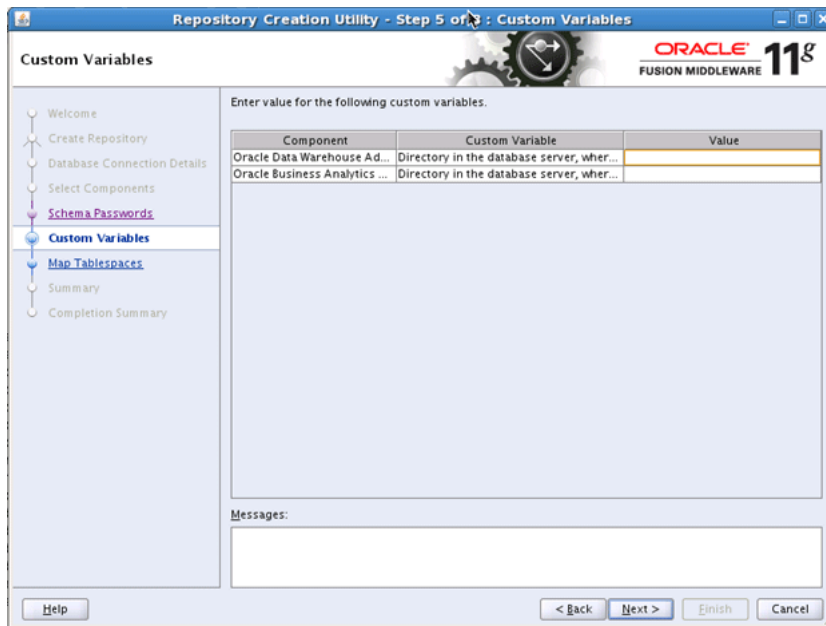 Repository Creation Utility - Step 5 of 8 : Custom Variables
Custom Variables
ORACLE
FUSION MIDDLEWARE 11g
Welcome
Create Repository
Database Connection Details
Select Components
Schema Passwords
Custom Variables
Map Tablespaces
Summary
Completion Summary
Enter value for the following custom variables.
Component Custom Variable Value
Oracle Data Warehouse Ad... Directory in the database server, wher...
Oracle Business Analytics ... Directory in the database server, wher...
Messages:
Help < Back Next > Finish Cancel